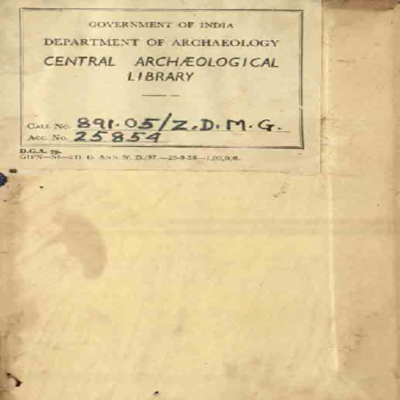 GOVERNMENT OF INDIA
DEPARTMENT OF ARCHAEOLOGY
CENTRAL ARCHÆOLOGICAL
LIBRARY
CALL No. 891.05/Z.D.M.G.
ACC. No. 25854
D.G.A. 79.